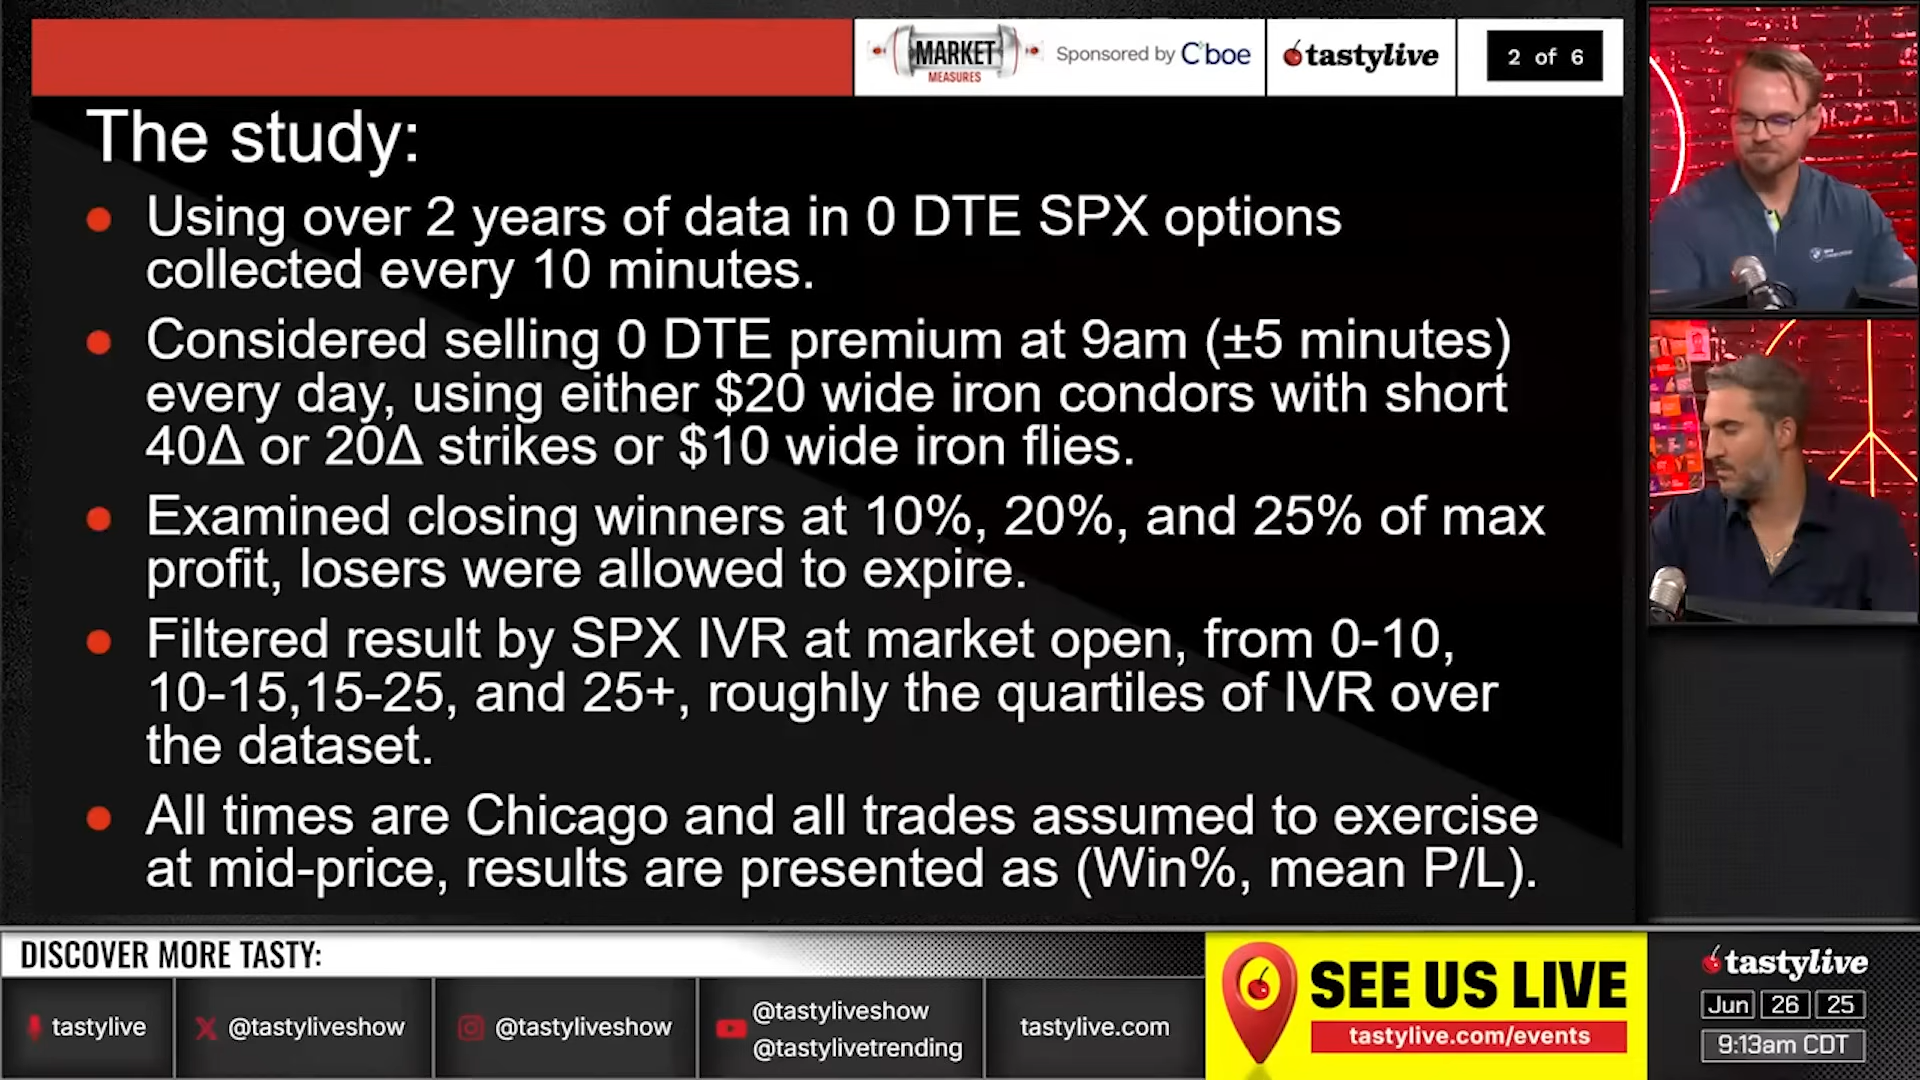 MARKET
MEASURES
Sponsored by Cboe
tastylive
2 of 6
The study:
Using over 2 years of data in 0 DTE SPX options
collected every 10 minutes.
Considered selling 0 DTE premium at 9am (±5 minutes)
every day, using either $20 wide iron condors with short
40Δ or 20Δ strikes or $10 wide iron flies.
Examined closing winners at 10%, 20%, and 25% of max
profit, losers were allowed to expire.
Filtered result by SPX IVR at market open, from 0-10,
10-15,15-25, and 25+, roughly the quartiles of IVR over
the dataset.
All times are Chicago and all trades assumed to exercise
at mid-price, results are presented as (Win%, mean P/L).
DISCOVER MORE TASTY:
tastylive
@tastyliveshow
@tastyliveshow
@tastyliveshow
@tastylivetrending
tastylive.com
SEE US LIVE
tastylive.com/events
tastylive
Jun 26 25
9:13am CDT